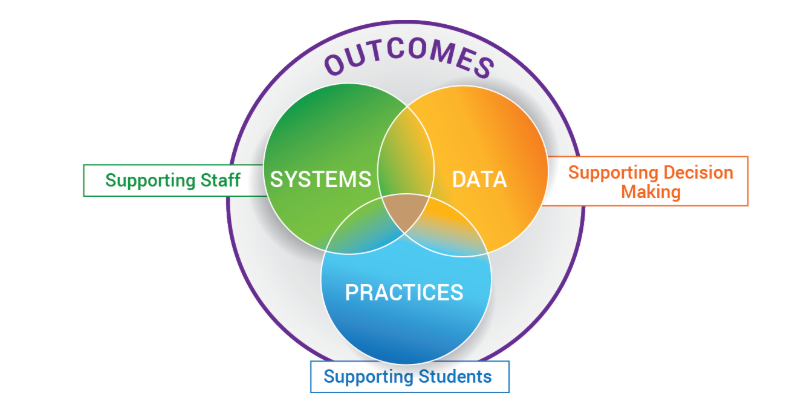 OUTCOMES
SYSTEMS
DATA
Supporting Staff
Supporting Decision
Making
PRACTICES
Supporting Students